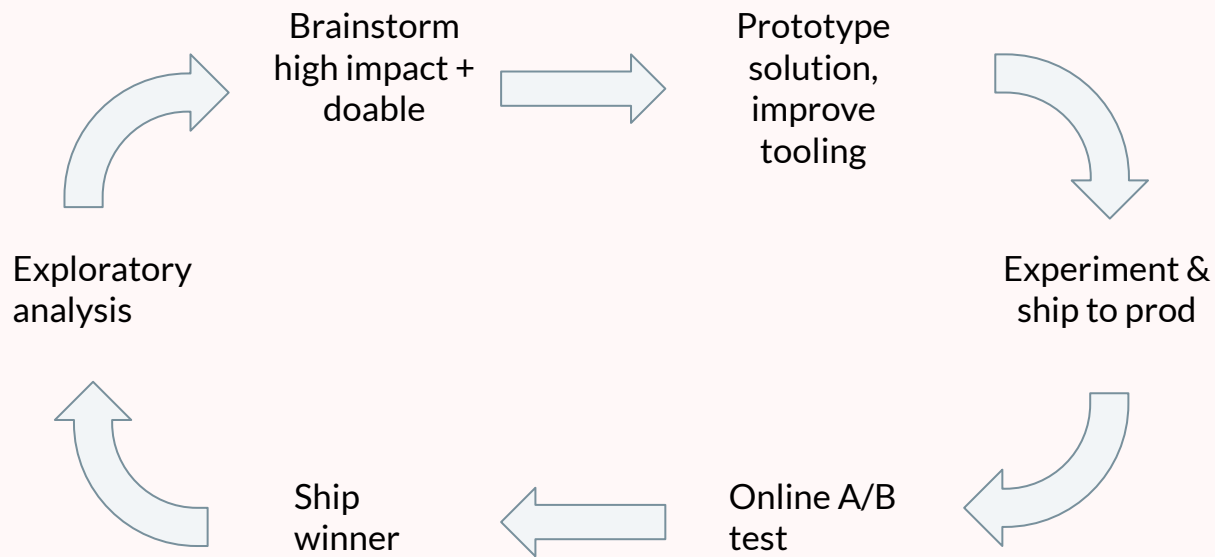 Brainstorm
high impact +
doable
Prototype
solution,
improve
tooling
Exploratory
analysis
Experiment &
ship to prod
Ship
winner
Online A/B
test